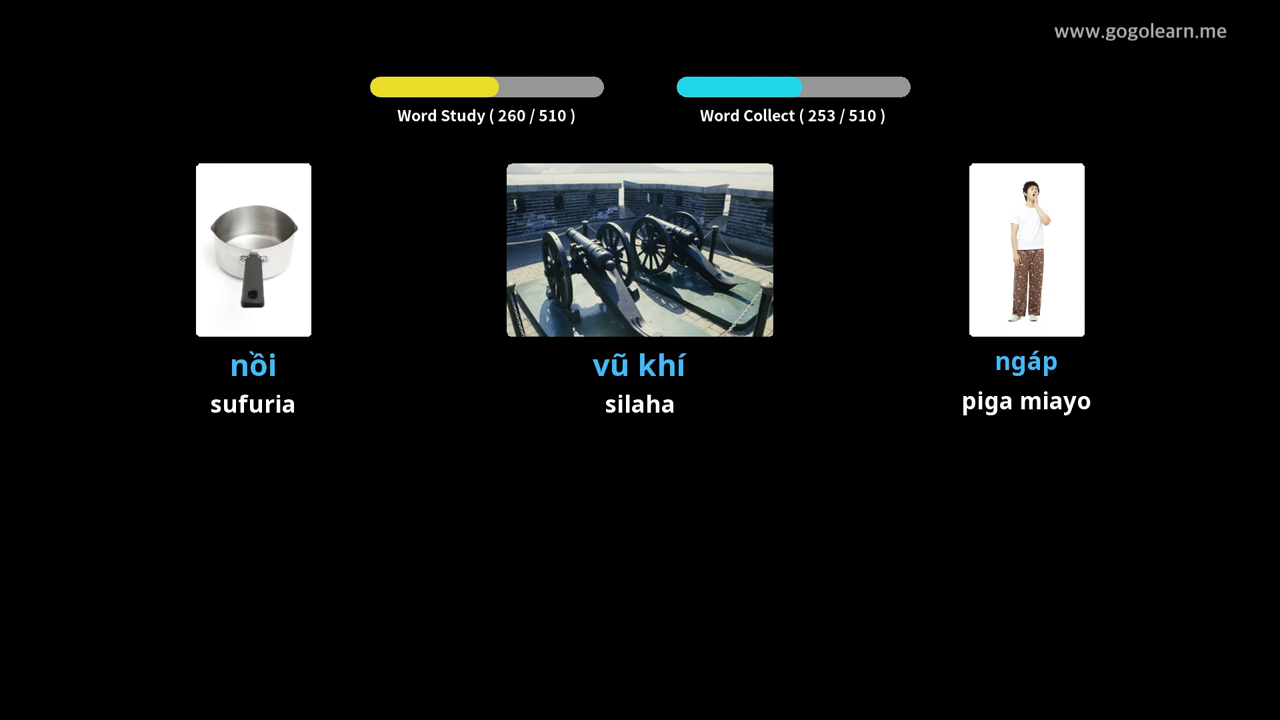 www.gogolearn.me
Word Study ( 260 / 510 )
Word Collect ( 253 / 510 )
nồi
sufuria
vũ khí
silaha
ngáp
piga miayo